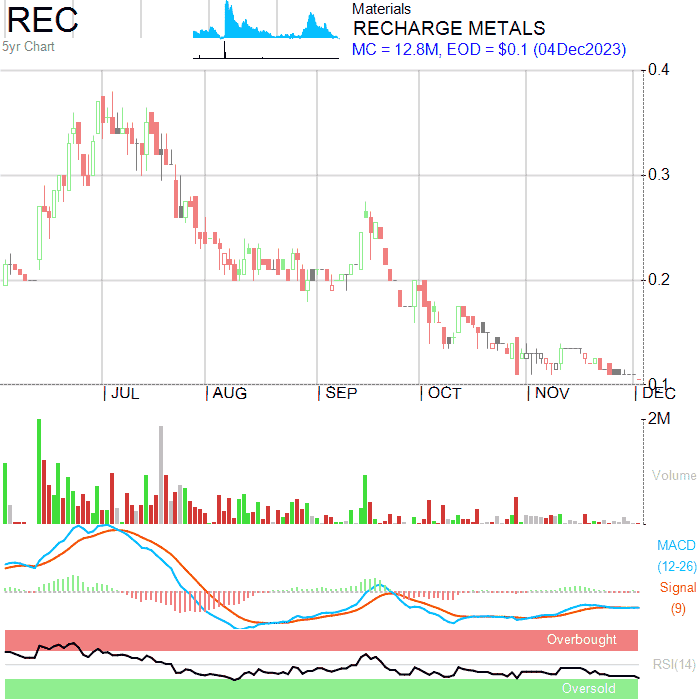 REC
5yr Chart
Materials
RECHARGE METALS
MC = 12.8M, EOD = $0.1 (04Dec2023)
0.4
0.3
0.2
0.1
JUL AUG SEP OCT NOV DEC
2M
Volume
MACD
(12-26)
Signal
(9)
Overbought
RSI(14)
Oversold